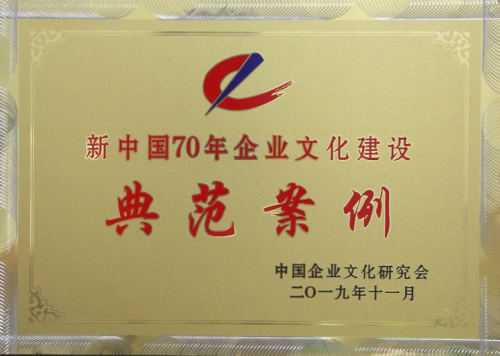 新中国70年企业文化建设
典范案例
中国企业文化研究会
二〇一九年十一月